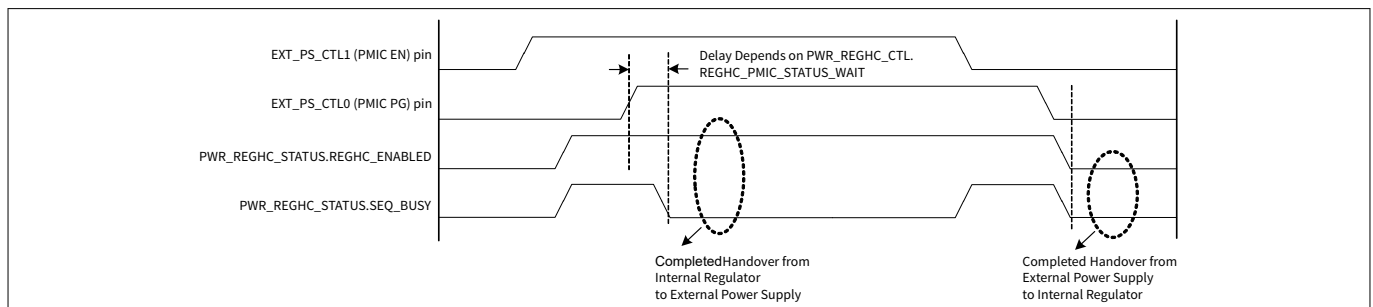 EXT_PS_CTL1 (PMIC EN) pin
Delay Depends on PWR_REGHC_CTL.
REGHC_PMIC_STATUS_WAIT
EXT_PS_CTL0 (PMIC PG) pin
PWR_REGHC_STATUS.REGHC_ENABLED
PWR_REGHC_STATUS.SEQ_BUSY
CompletedHandover from
Internal Regulator
to External Power Supply
Completed Handover from
External Power Supply
to Internal Regulator